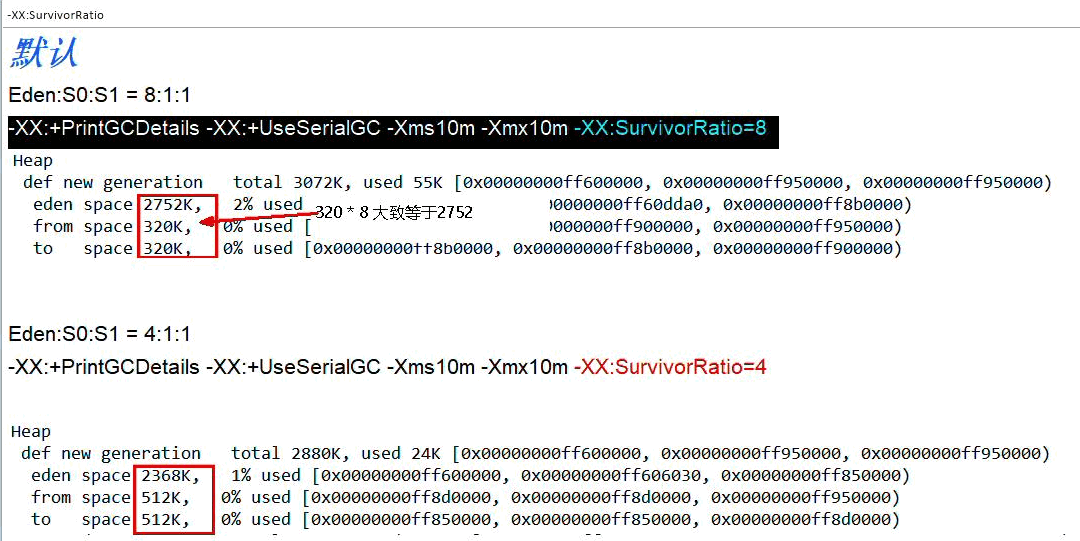 -XX:SurvivorRatio
默认
Eden:S0:S1 = 8:1:1
-XX:+PrintGCDetails -XX:+UseSerialGC -Xms10m -Xmx10m -XX:SurvivorRatio=8
Heap
def new generation total 3072K, used 55K [0x00000000ff600000, 0x00000000ff950000, 0x00000000ff950000)
eden space 2752K, 2% used 0000000ff60dda0, 0x00000000ff8b0000)
320 * 8 大致等于2752
from space 320K, 0% used [ 0000000ff900000, 0x00000000ff950000)
to space 320K, 0% used [0x00000000ff8b0000, 0x00000000ff8b0000, 0x00000000ff900000)
Eden:S0:S1 = 4:1:1
-XX:+PrintGCDetails -XX:+UseSerialGC -Xms10m -Xmx10m -XX:SurvivorRatio=4
Heap
def new generation total 2880K, used 24K [0x00000000ff600000, 0x00000000ff950000, 0x00000000ff950000)
eden space 2368K, 1% used [0x00000000ff600000, 0x00000000ff606030, 0x00000000ff850000)
from space 512K, 0% used [0x00000000ff8d0000, 0x00000000ff8d0000, 0x00000000ff950000)
to space 512K, 0% used [0x00000000ff850000, 0x00000000ff850000, 0x00000000ff8d0000)